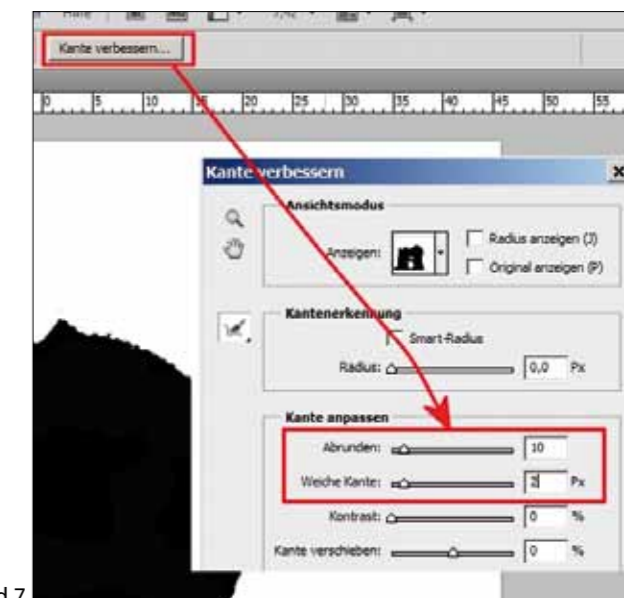 Kante verbessern...
0 5 10 15 20 25 30 35 40 45 50 55
Kante verbessern
Ansichtsmodus
Anzeigen:
Radius anzeigen (J)
Original anzeigen (P)
Kantenerkennung
Smart-Radius
Radius: 0,0 Px
Kante anpassen
Abrunden: 10
Weiche Kante: 2 Px
Kontrast: 0 %
Kante verschieben: 0 %
d 7